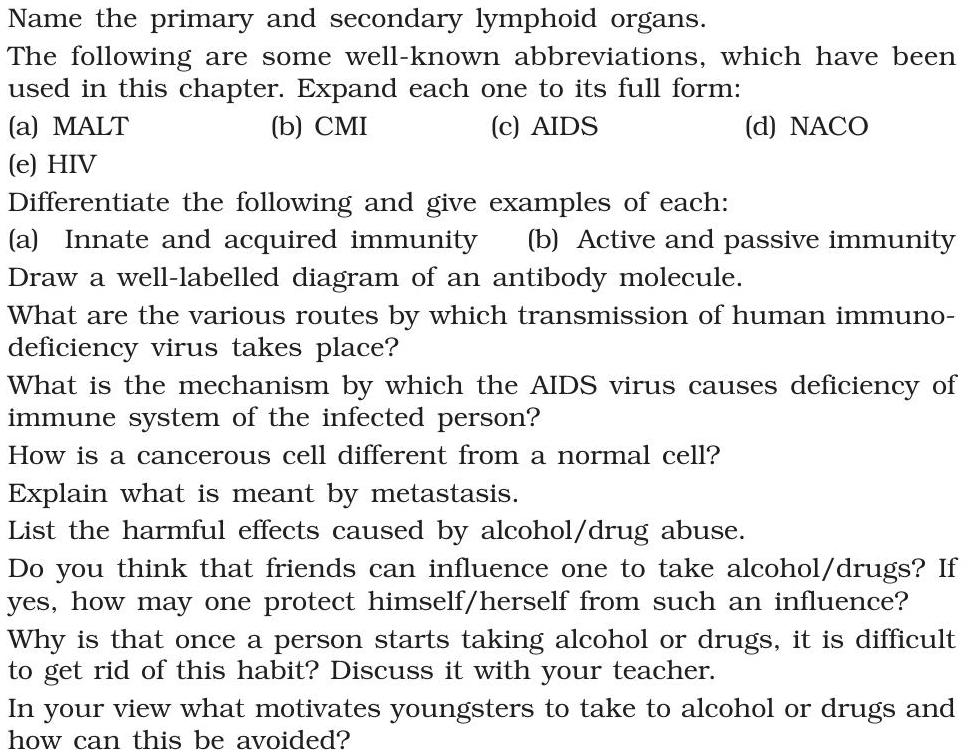 Name the primary and secondary lymphoid organs.
The following are some well-known abbreviations, which have been
used in this chapter. Expand each one to its full form:
(a) MALT (b) CMI (c) AIDS (d) NACO
(e) HIV
Differentiate the following and give examples of each:
(a) Innate and acquired immunity (b) Active and passive immunity
Draw a well-labelled diagram of an antibody molecule.
What are the various routes by which transmission of human immuno-
deficiency virus takes place?
What is the mechanism by which the AIDS virus causes deficiency of
immune system of the infected person?
How is a cancerous cell different from a normal cell?
Explain what is meant by metastasis.
List the harmful effects caused by alcohol/drug abuse.
Do you think that friends can influence one to take alcohol/drugs? If
yes, how may one protect himself/herself from such an influence?
Why is that once a person starts taking alcohol or drugs, it is difficult
to get rid of this habit? Discuss it with your teacher.
In your view what motivates youngsters to take to alcohol or drugs and
how can this be avoided?